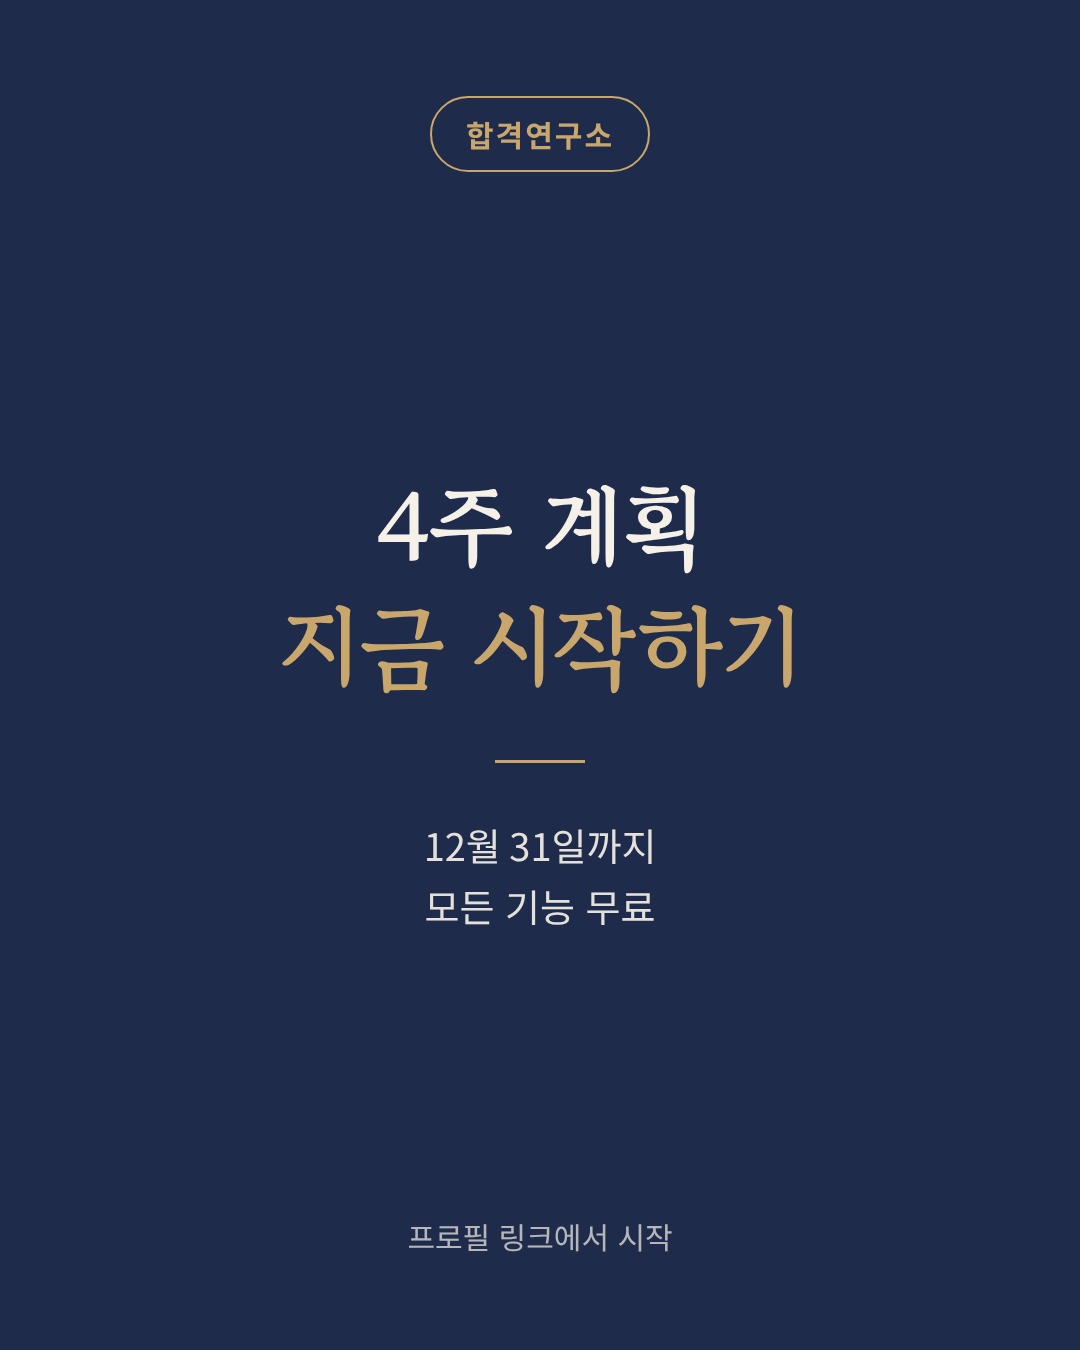 합격연구소
4주 계획
지금 시작하기
12월 31일까지
모든 기능 무료
프로필 링크에서 시작